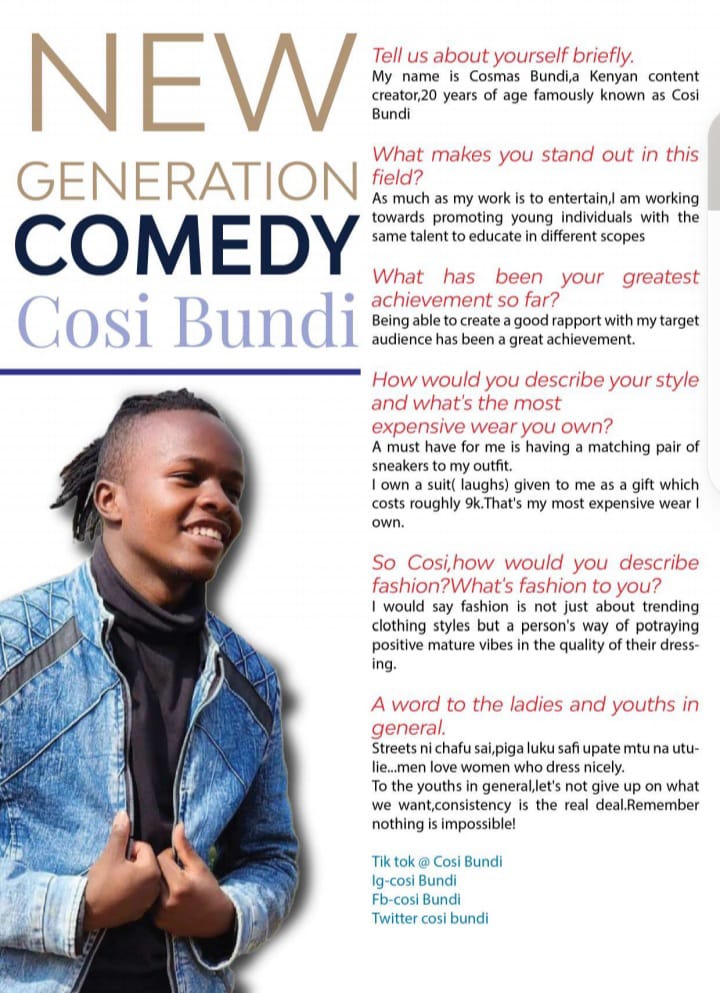 NEW
GENERATION
COMEDY
Cosi Bundi
Tell us about yourself briefly.
My name is Cosmas Bundi,a Kenyan content
creator,20 years of age famously known as Cosi
Bundi
What makes you stand out in this
field?
As much as my work is to entertain,I am working
towards promoting young individuals with the
same talent to educate in different scopes
What has been your greatest
achievement so far?
Being able to create a good rapport with my target
audience has been a great achievement.
How would you describe your style
and what's the most
expensive wear you own?
A must have for me is having a matching pair of
sneakers to my outfit.
I own a suit( laughs) given to me as a gift which
costs roughly 9k.That's my most expensive wear I
own.
So Cosi,how would you describe
fashion?What's fashion to you?
I would say fashion is not just about trending
clothing styles but a person's way of potraying
positive mature vibes in the quality of their dress-
ing.
A word to the ladies and youths in
general.
Streets ni chafu sai,piga luku safi upate mtu na utu-
lie...men love women who dress nicely.
To the youths in general,let's not give up on what
we want,consistency is the real deal.Remember
nothing is impossible!
Tik tok @ Cosi Bundi
Ig-cosi Bundi
Fb-cosi Bundi
Twitter cosi bundi